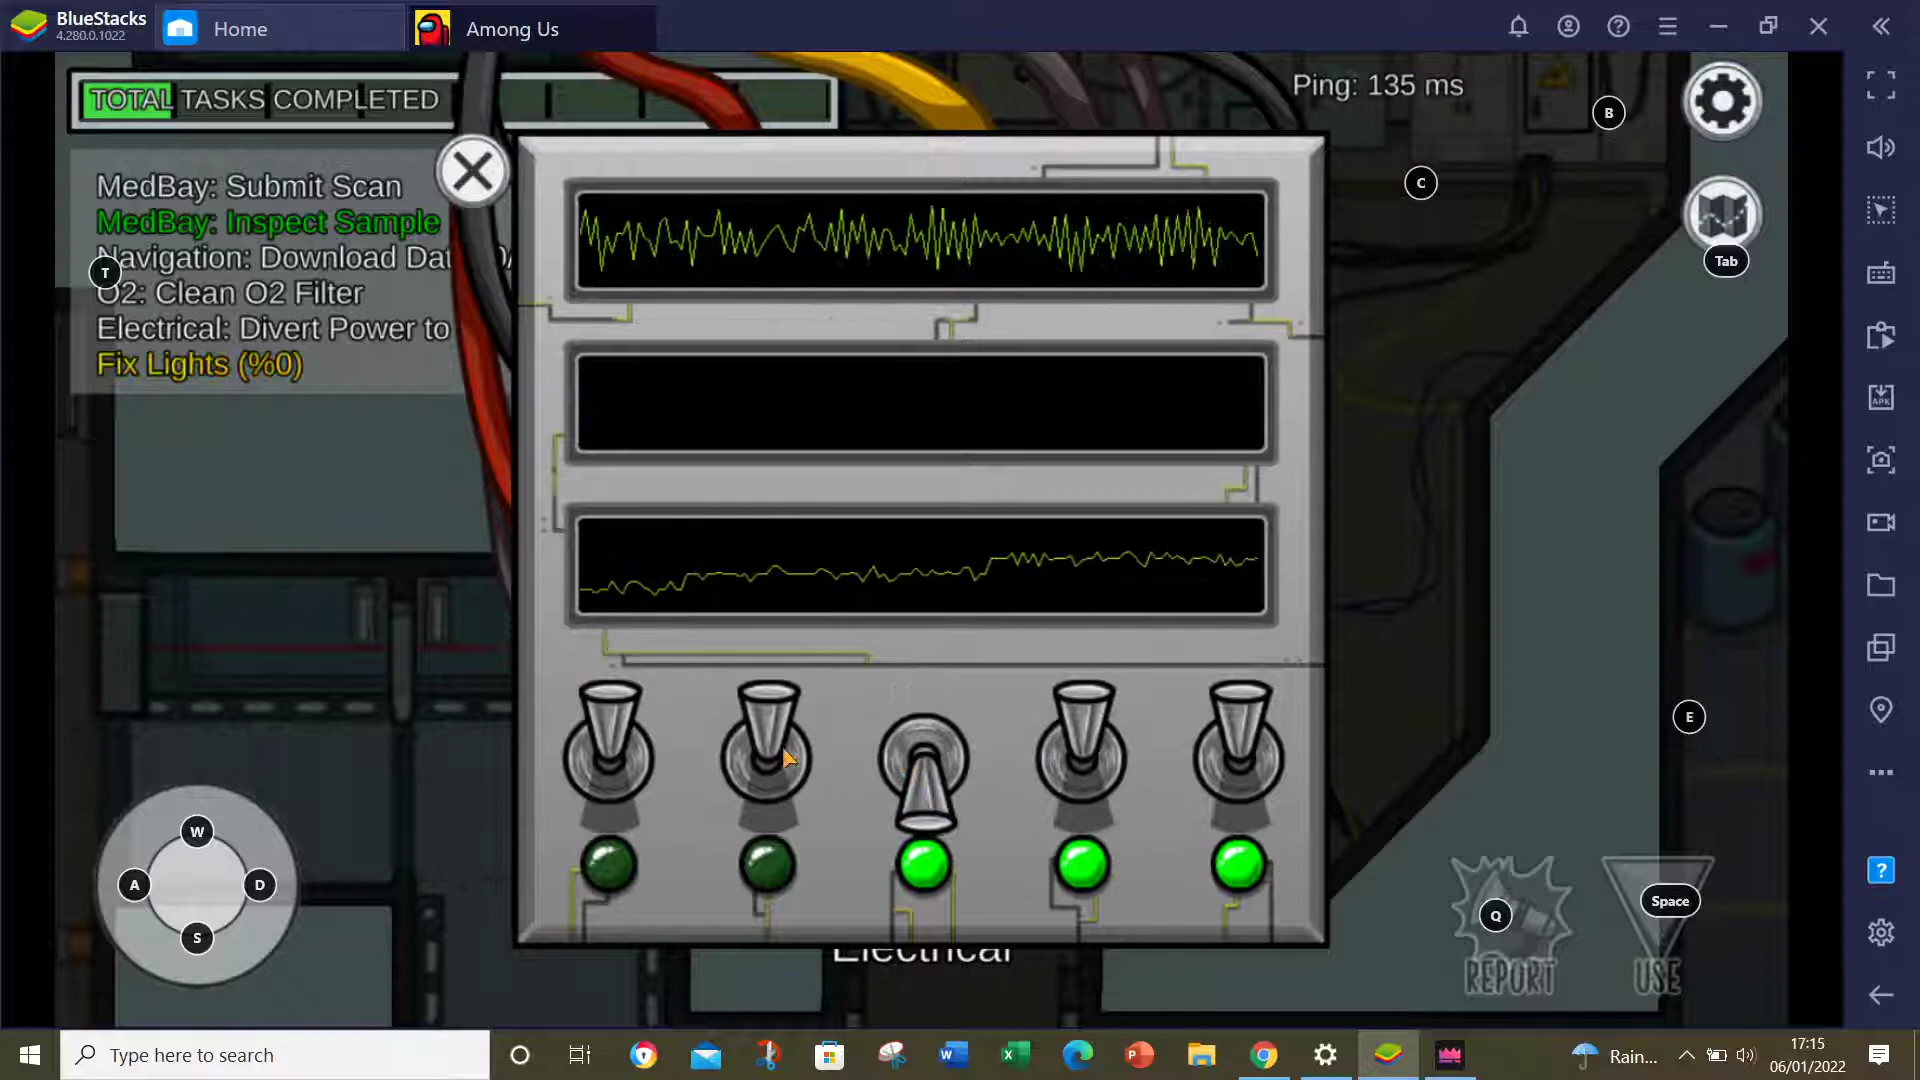 BlueStacks
4.280.0.1022
Home
Among Us
TOTAL TASKS COMPLETED
Ping: 135 ms
B
C
Tab
MedBay: Submit Scan
MedBay: Inspect Sample
Navigation: Download Dat
T
O2: Clean O2 Filter
Electrical: Divert Power to
Fix Lights (%0)
APK
E
W
A
D
S
Q
Space
REPORT
USE
Electrical
?
Type here to search
Rain...
17:15
06/01/2022